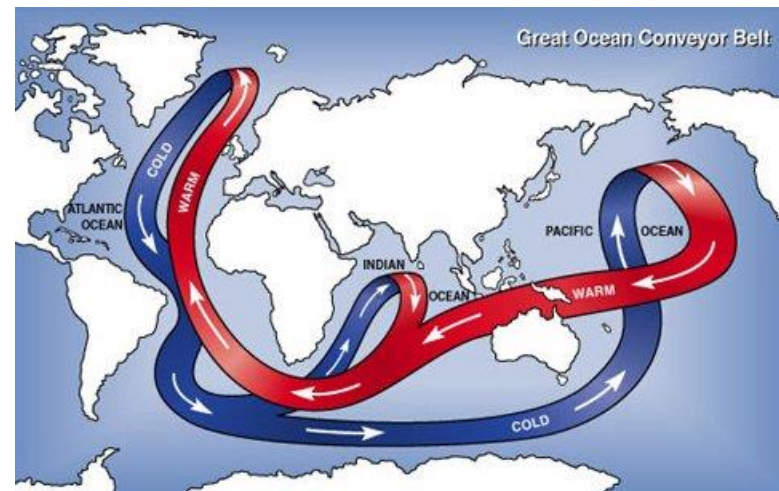 Great Ocean Conveyor Belt
COLD
WARM
ATLANTIC
OCEAN
PACIFIC
OCEAN
INDIAN
OCEAN
WARM
COLD